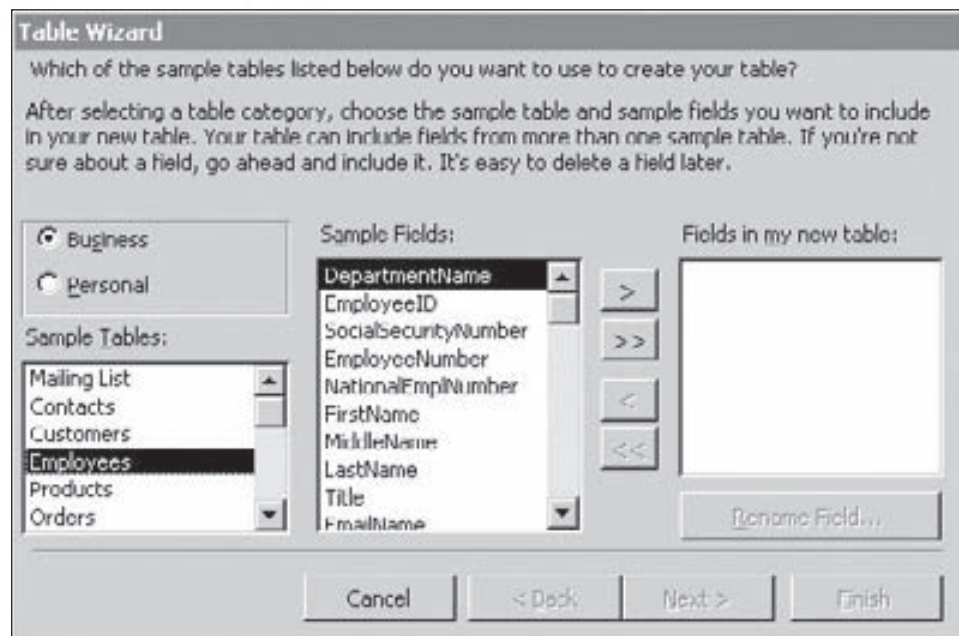 Table Wizard
Which of the sample tables listed below do you want to use to create your table?
After selecting a table category, choose the sample table and sample fields you want to include
in your new table. Your table can include fields from more than one sample table. If you're not
sure about a field, go ahead and include it. It's easy to delete a field later.
Business
Personal
Sample Tables:
Mailing List
Contacts
Customers
Employees
Products
Orders
Sample Fields:
DepartmentName
EmployeeID
SocialSecurityNumber
EmployeeNumber
NationalEmplNumber
FirstName
MiddleName
LastName
Title
EmailName
>
>>
<
<<
Fields in my new table:
Rename Field...
Cancel
< Back
Next >
Finish